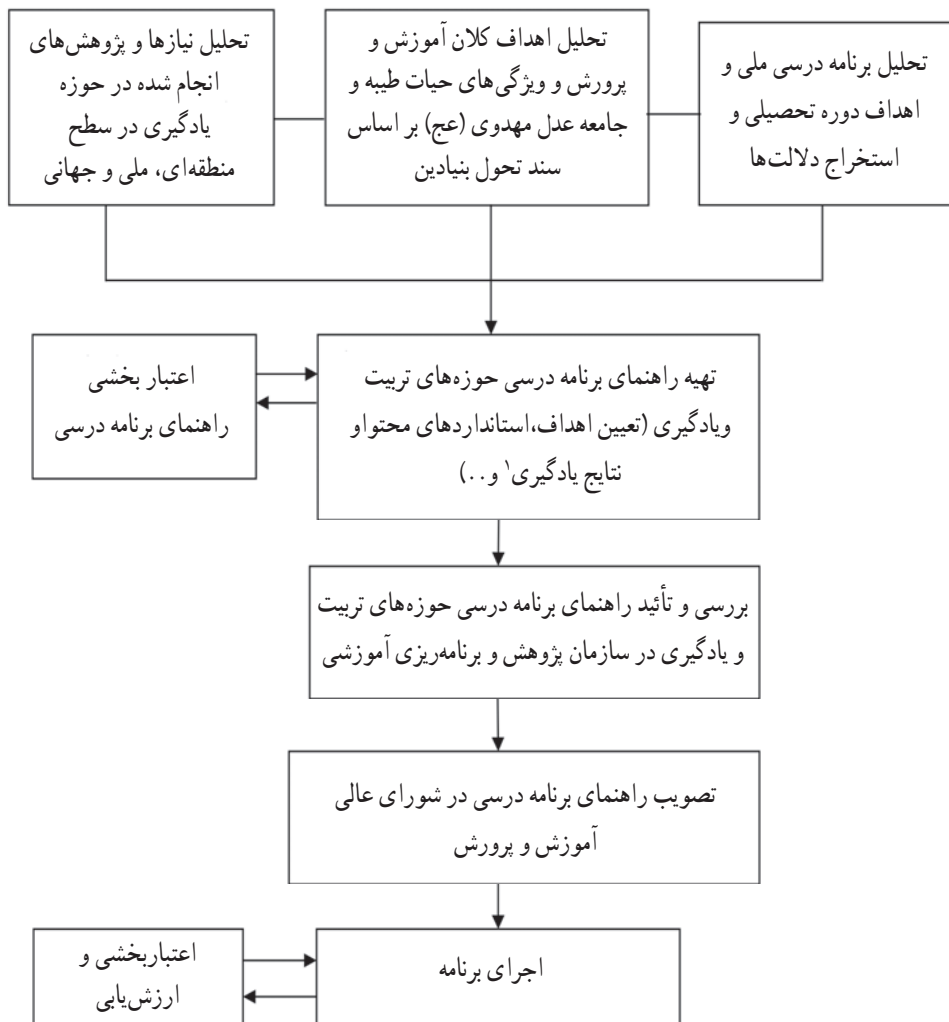 تحلیل برنامه درسی ملی و
اهداف دوره تحصیلی و
استخراج دلالت‌ها
تحلیل اهداف کلان آموزش و
پرورش و ویژگی‌های حیات طیبه و
جامعه عدل مهدوی (عج) بر اساس
سند تحول بنیادین
تحلیل نیازها و پژوهش‌های
انجام شده در حوزه
یادگیری در سطح
منطقه‌ای، ملی و جهانی
تهیه راهنمای برنامه درسی حوزه‌های تربیت
ویادگیری (تعیین اهداف،استانداردهای محتواو
نتایج یادگیری۱ و..)
اعتبار بخشی
راهنمای برنامه درسی
بررسی و تأئید راهنمای برنامه درسی حوزه‌های تربیت
و یادگیری در سازمان پژوهش و برنامه‌ریزی آموزشی
تصویب راهنمای برنامه درسی در شورای عالی
آموزش و پرورش
اجرای برنامه
اعتباربخشی و
ارزش‌یابی